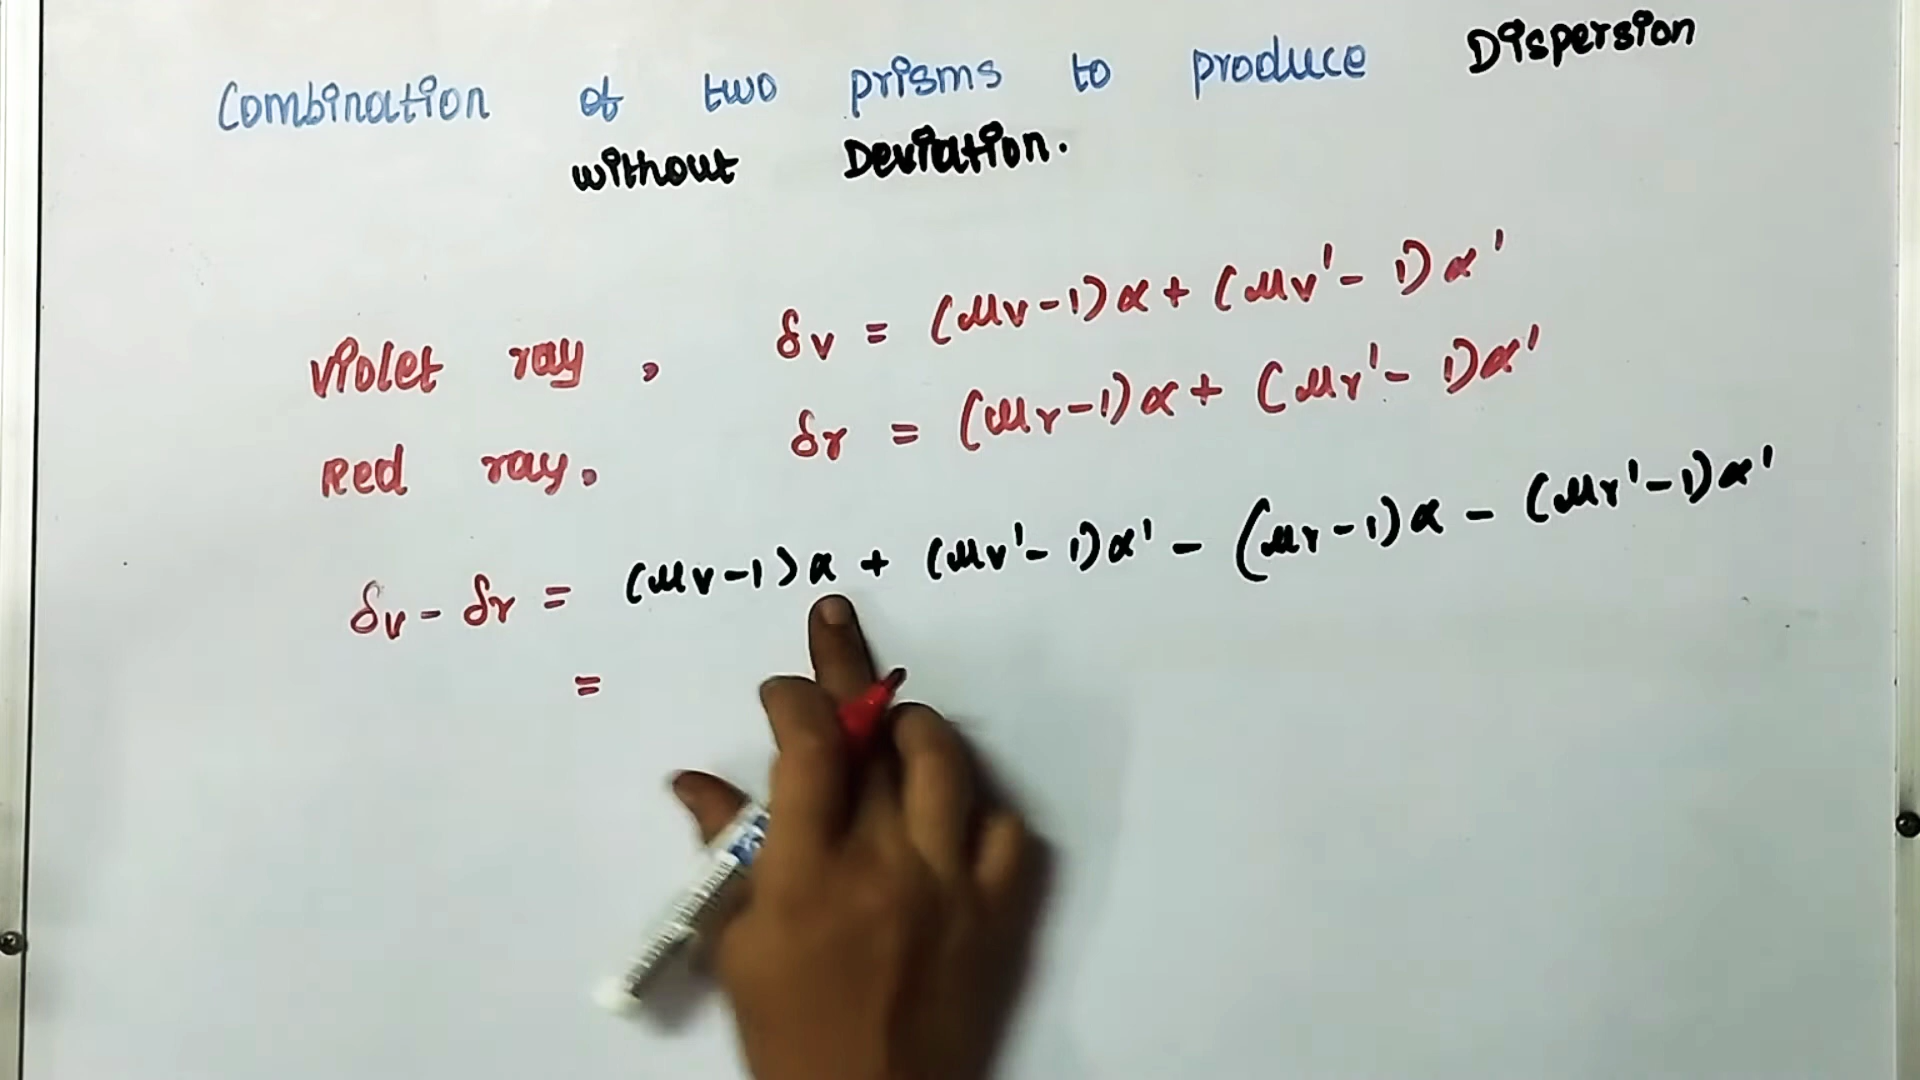 Combination of two prisms to produce Dispersion
without Deviation.
Violet ray, δv = (μv-1)α + (μv'- 1)α'
Red ray. δr = (μr-1)α + (μr'- 1)α'
δv - δr = (μv-1)α + (μv'- 1)α' - (μr-1)α - (μr'-1)α'
=